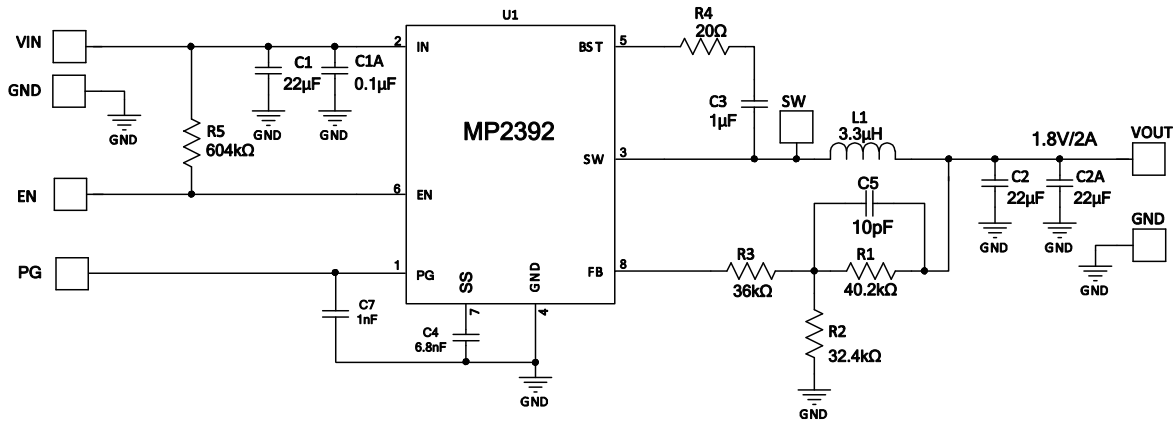 U1
VIN
GND
GND
EN
PG
R5
604kΩ
C1
22µF
GND
C1A
0.1µF
GND
2
IN
6
EN
1
PG
MP2392
SS
7
GND
4
BST
5
SW
3
FB
8
C7
1nF
C4
6.8nF
GND
R4
20Ω
C3
1µF
SW
L1
3.3µH
C5
10pF
R3
36kΩ
R1
40.2kΩ
R2
32.4kΩ
GND
1.8V/2A
VOUT
C2
22µF
GND
C2A
22µF
GND
GND
GND